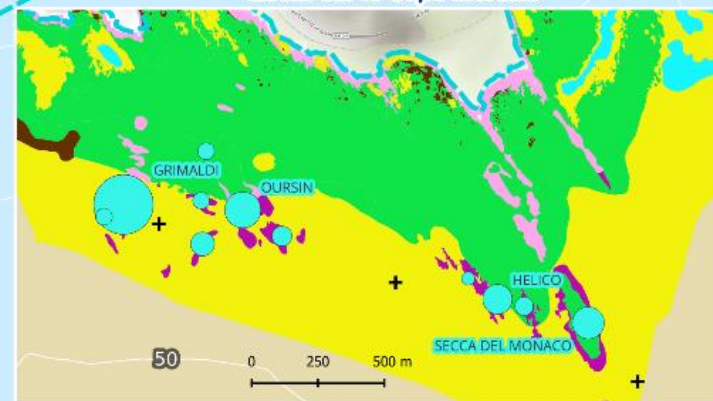 GRIMALDI
OURSIN
HELICO
SECCA DEL MONACO
50
0 250 500 m